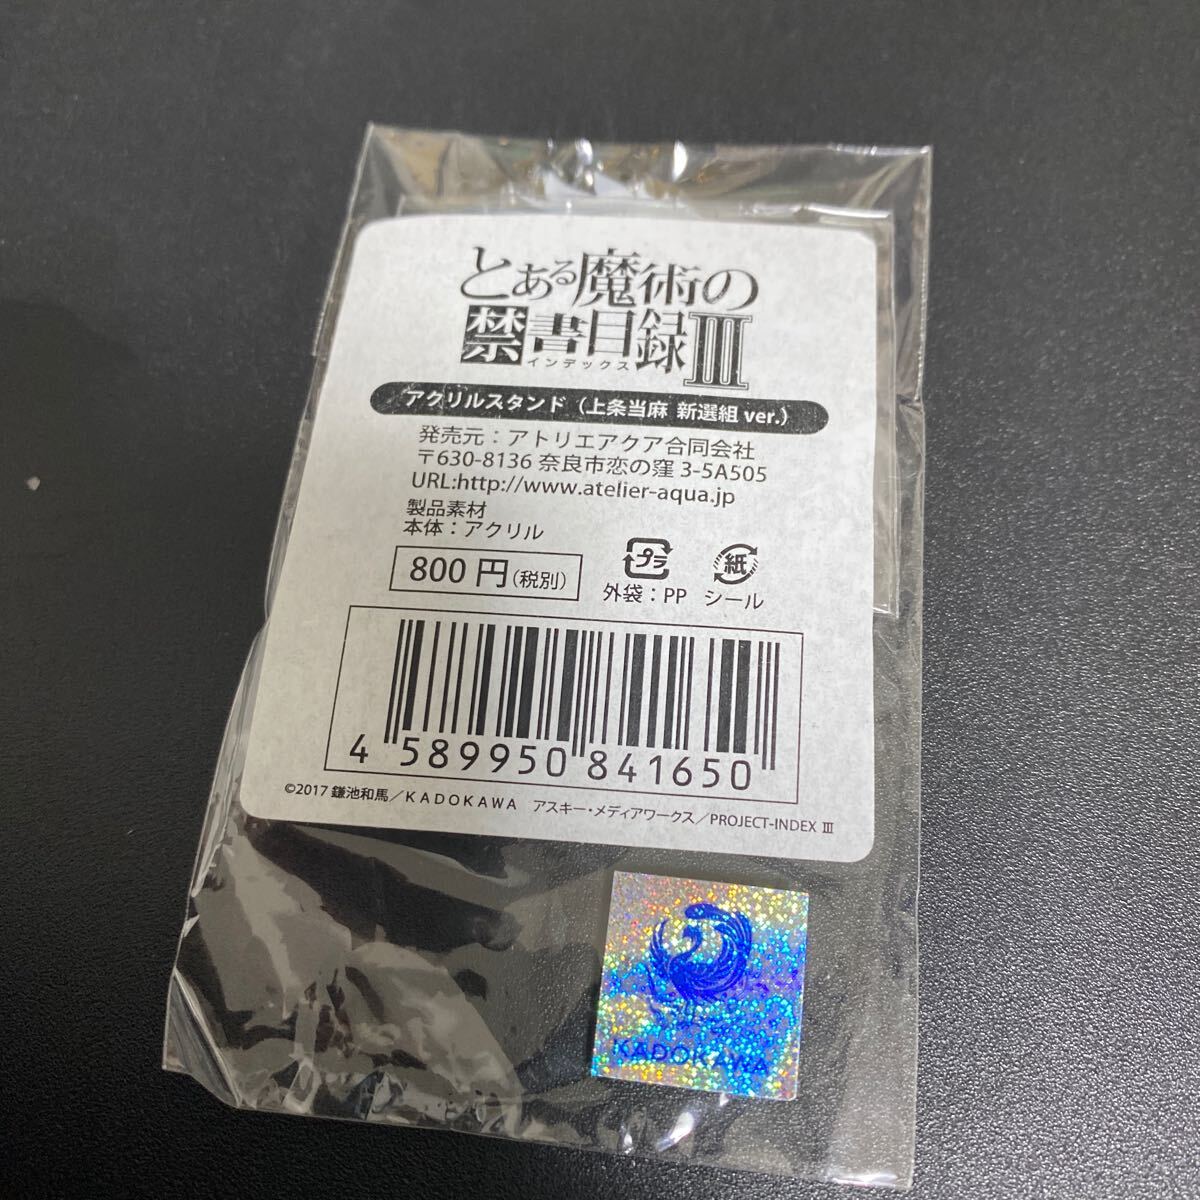 とある魔術の
禁書目録III
インデックス
アクリルスタンド（上条当麻 新選組 ver.）
発売元：アトリエアクア合同会社
〒630-8136 奈良市恋の窪 3-5A505
URL:http://www.atelier-aqua.jp
製品素材
本体：アクリル
800 円(税別)
プラ
外袋：PP
紙
シール
4 589950 841650
©2017 鎌池和馬／KADOKAWA アスキー・メディアワークス／PROJECT-INDEX Ⅲ
KADOKAWA